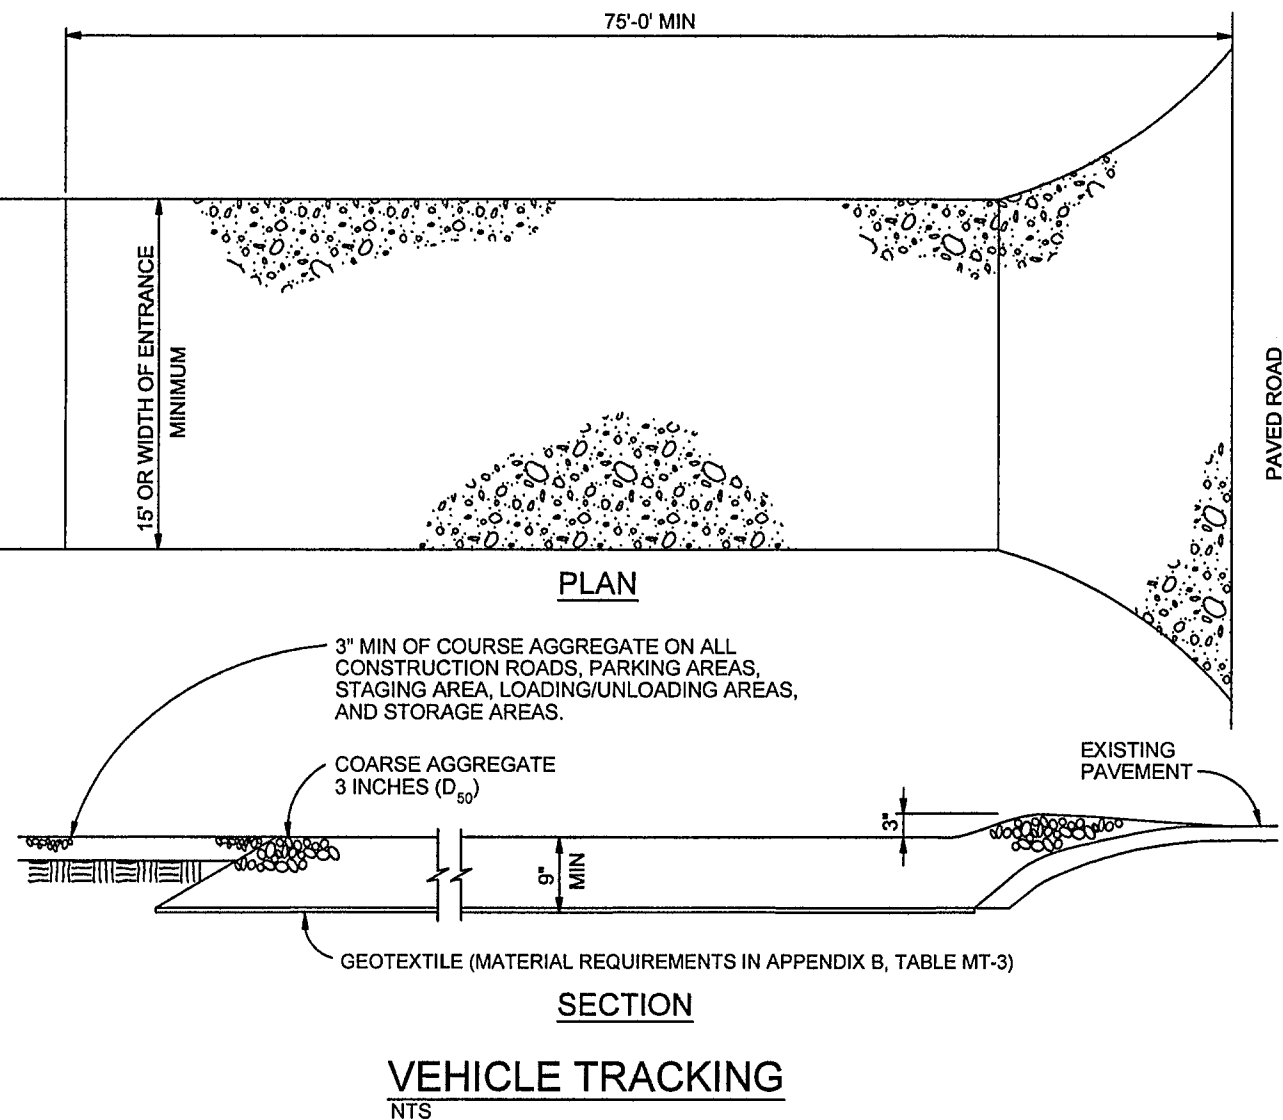 75'-0' MIN
15' OR WIDTH OF ENTRANCE
MINIMUM
PAVED ROAD
PLAN
3" MIN OF COURSE AGGREGATE ON ALL
CONSTRUCTION ROADS, PARKING AREAS,
STAGING AREA, LOADING/UNLOADING AREAS,
AND STORAGE AREAS.
COARSE AGGREGATE
3 INCHES (D50)
EXISTING
PAVEMENT
3"
9"
MIN
GEOTEXTILE (MATERIAL REQUIREMENTS IN APPENDIX B, TABLE MT-3)
SECTION
VEHICLE TRACKING
NTS